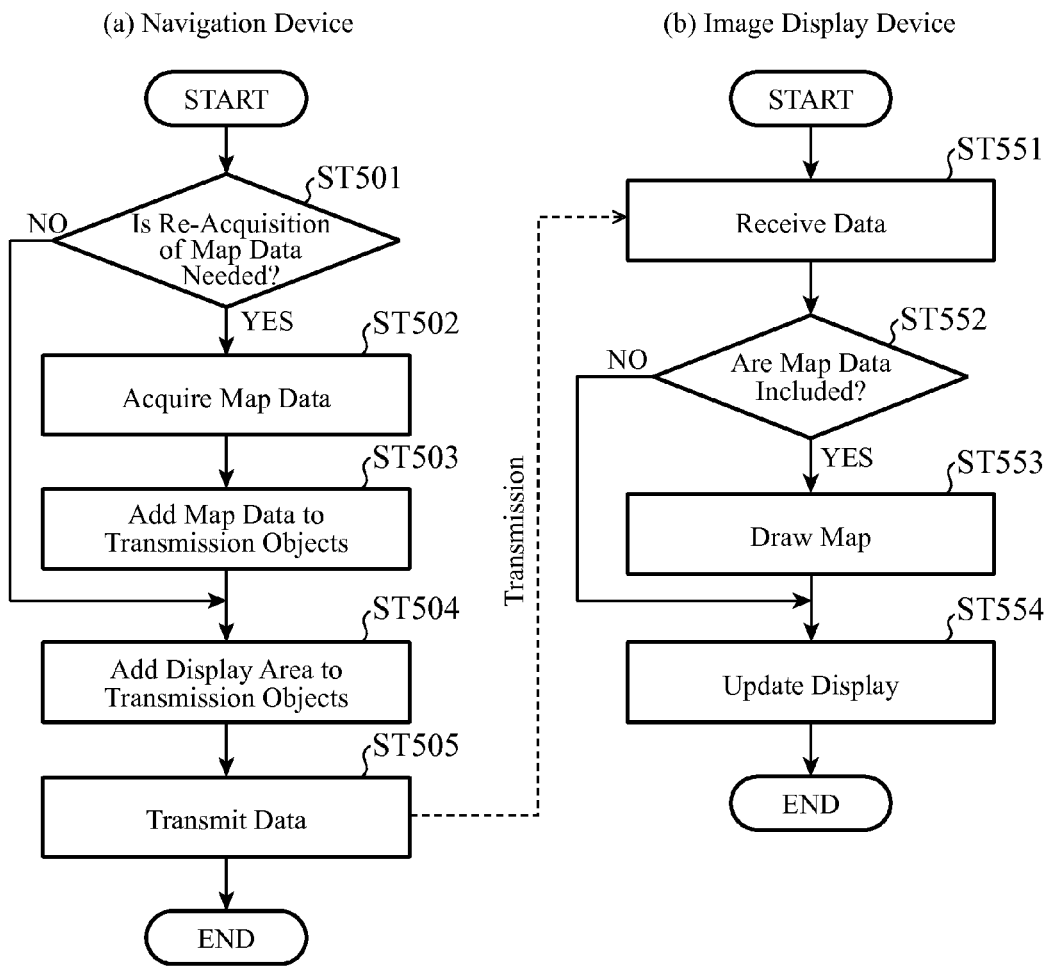 (a) Navigation Device
START
ST501
NO
Is Re-Acquisition
of Map Data
Needed?
YES
ST502
Acquire Map Data
ST503
Add Map Data to
Transmission Objects
ST504
Add Display Area to
Transmission Objects
ST505
Transmit Data
END
Transmission
(b) Image Display Device
START
ST551
Receive Data
ST552
NO
Are Map Data
Included?
YES
ST553
Draw Map
ST554
Update Display
END